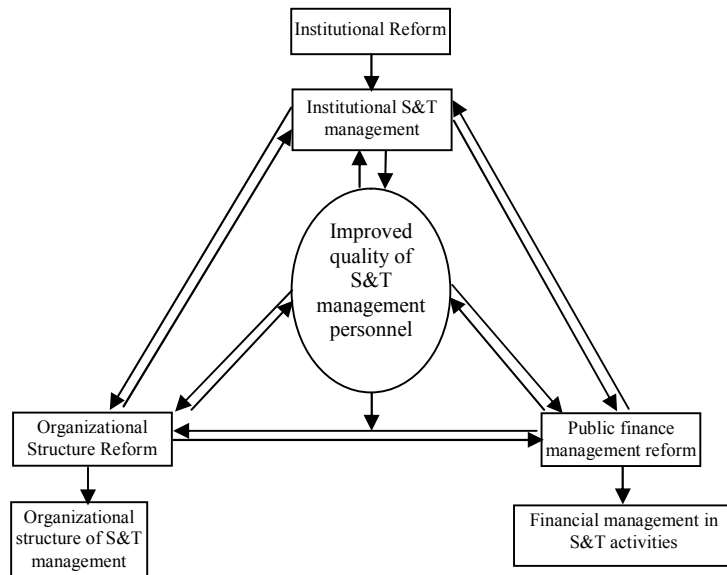 Institutional Reform
Institutional S&T
management
Improved
quality of
S&T
management
personnel
Organizational
Structure Reform
Public finance
management reform
Organizational
structure of S&T
management
Financial management in
S&T activities